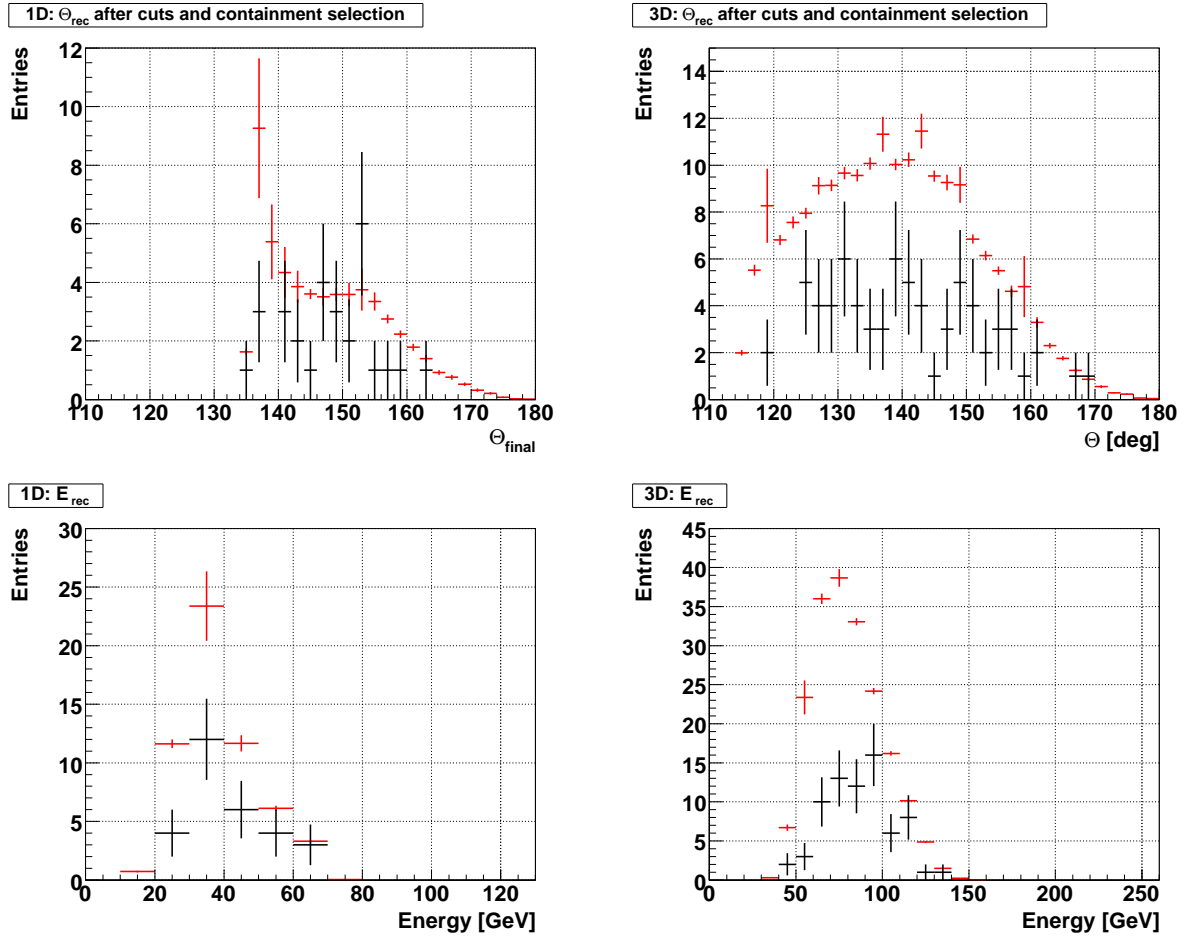 1D: Θrec after cuts and containment selection
Entries
12
10
8
6
4
2
0
110 120 130 140 150 160 170 180
Θfinal
3D: Θrec after cuts and containment selection
Entries
14
12
10
8
6
4
2
0
110 120 130 140 150 160 170 180
Θ [deg]
1D: E rec
Entries
30
25
20
15
10
5
0
0 20 40 60 80 100 120
Energy [GeV]
3D: E rec
Entries
45
40
35
30
25
20
15
10
5
0
0 50 100 150 200 250
Energy [GeV]